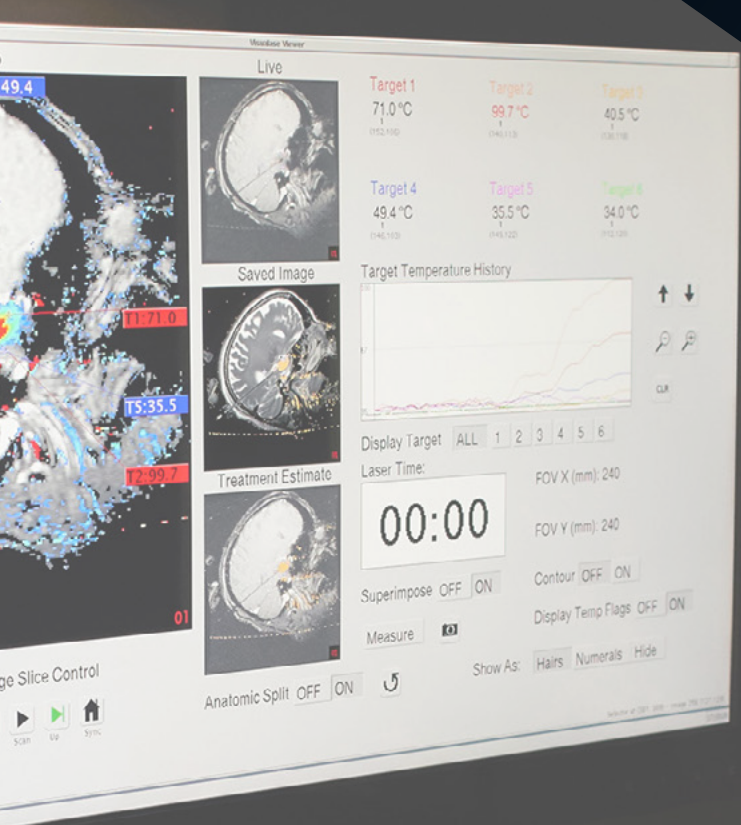 Visualase Viewer
49.4
T1:71.0
T5:35.5
T2:99.7
01
ge Slice Control
Scan
Up
Sync
Live
Saved Image
Treatment Estimate
Anatomic Split OFF ON
Target 1
71.0 °C
Target 2
99.7 °C
Target 3
40.5 °C
Target 4
49.4 °C
Target 5
35.5 °C
Target 6
34.0 °C
Target Temperature History
CLR
Display Target ALL 1 2 3 4 5 6
Laser Time:
00:00
FOV X (mm): 240
FOV Y (mm): 240
Superimpose OFF ON
Contour OFF ON
Display Temp Flags OFF ON
Measure
Show As: Hairs Numerals Hide